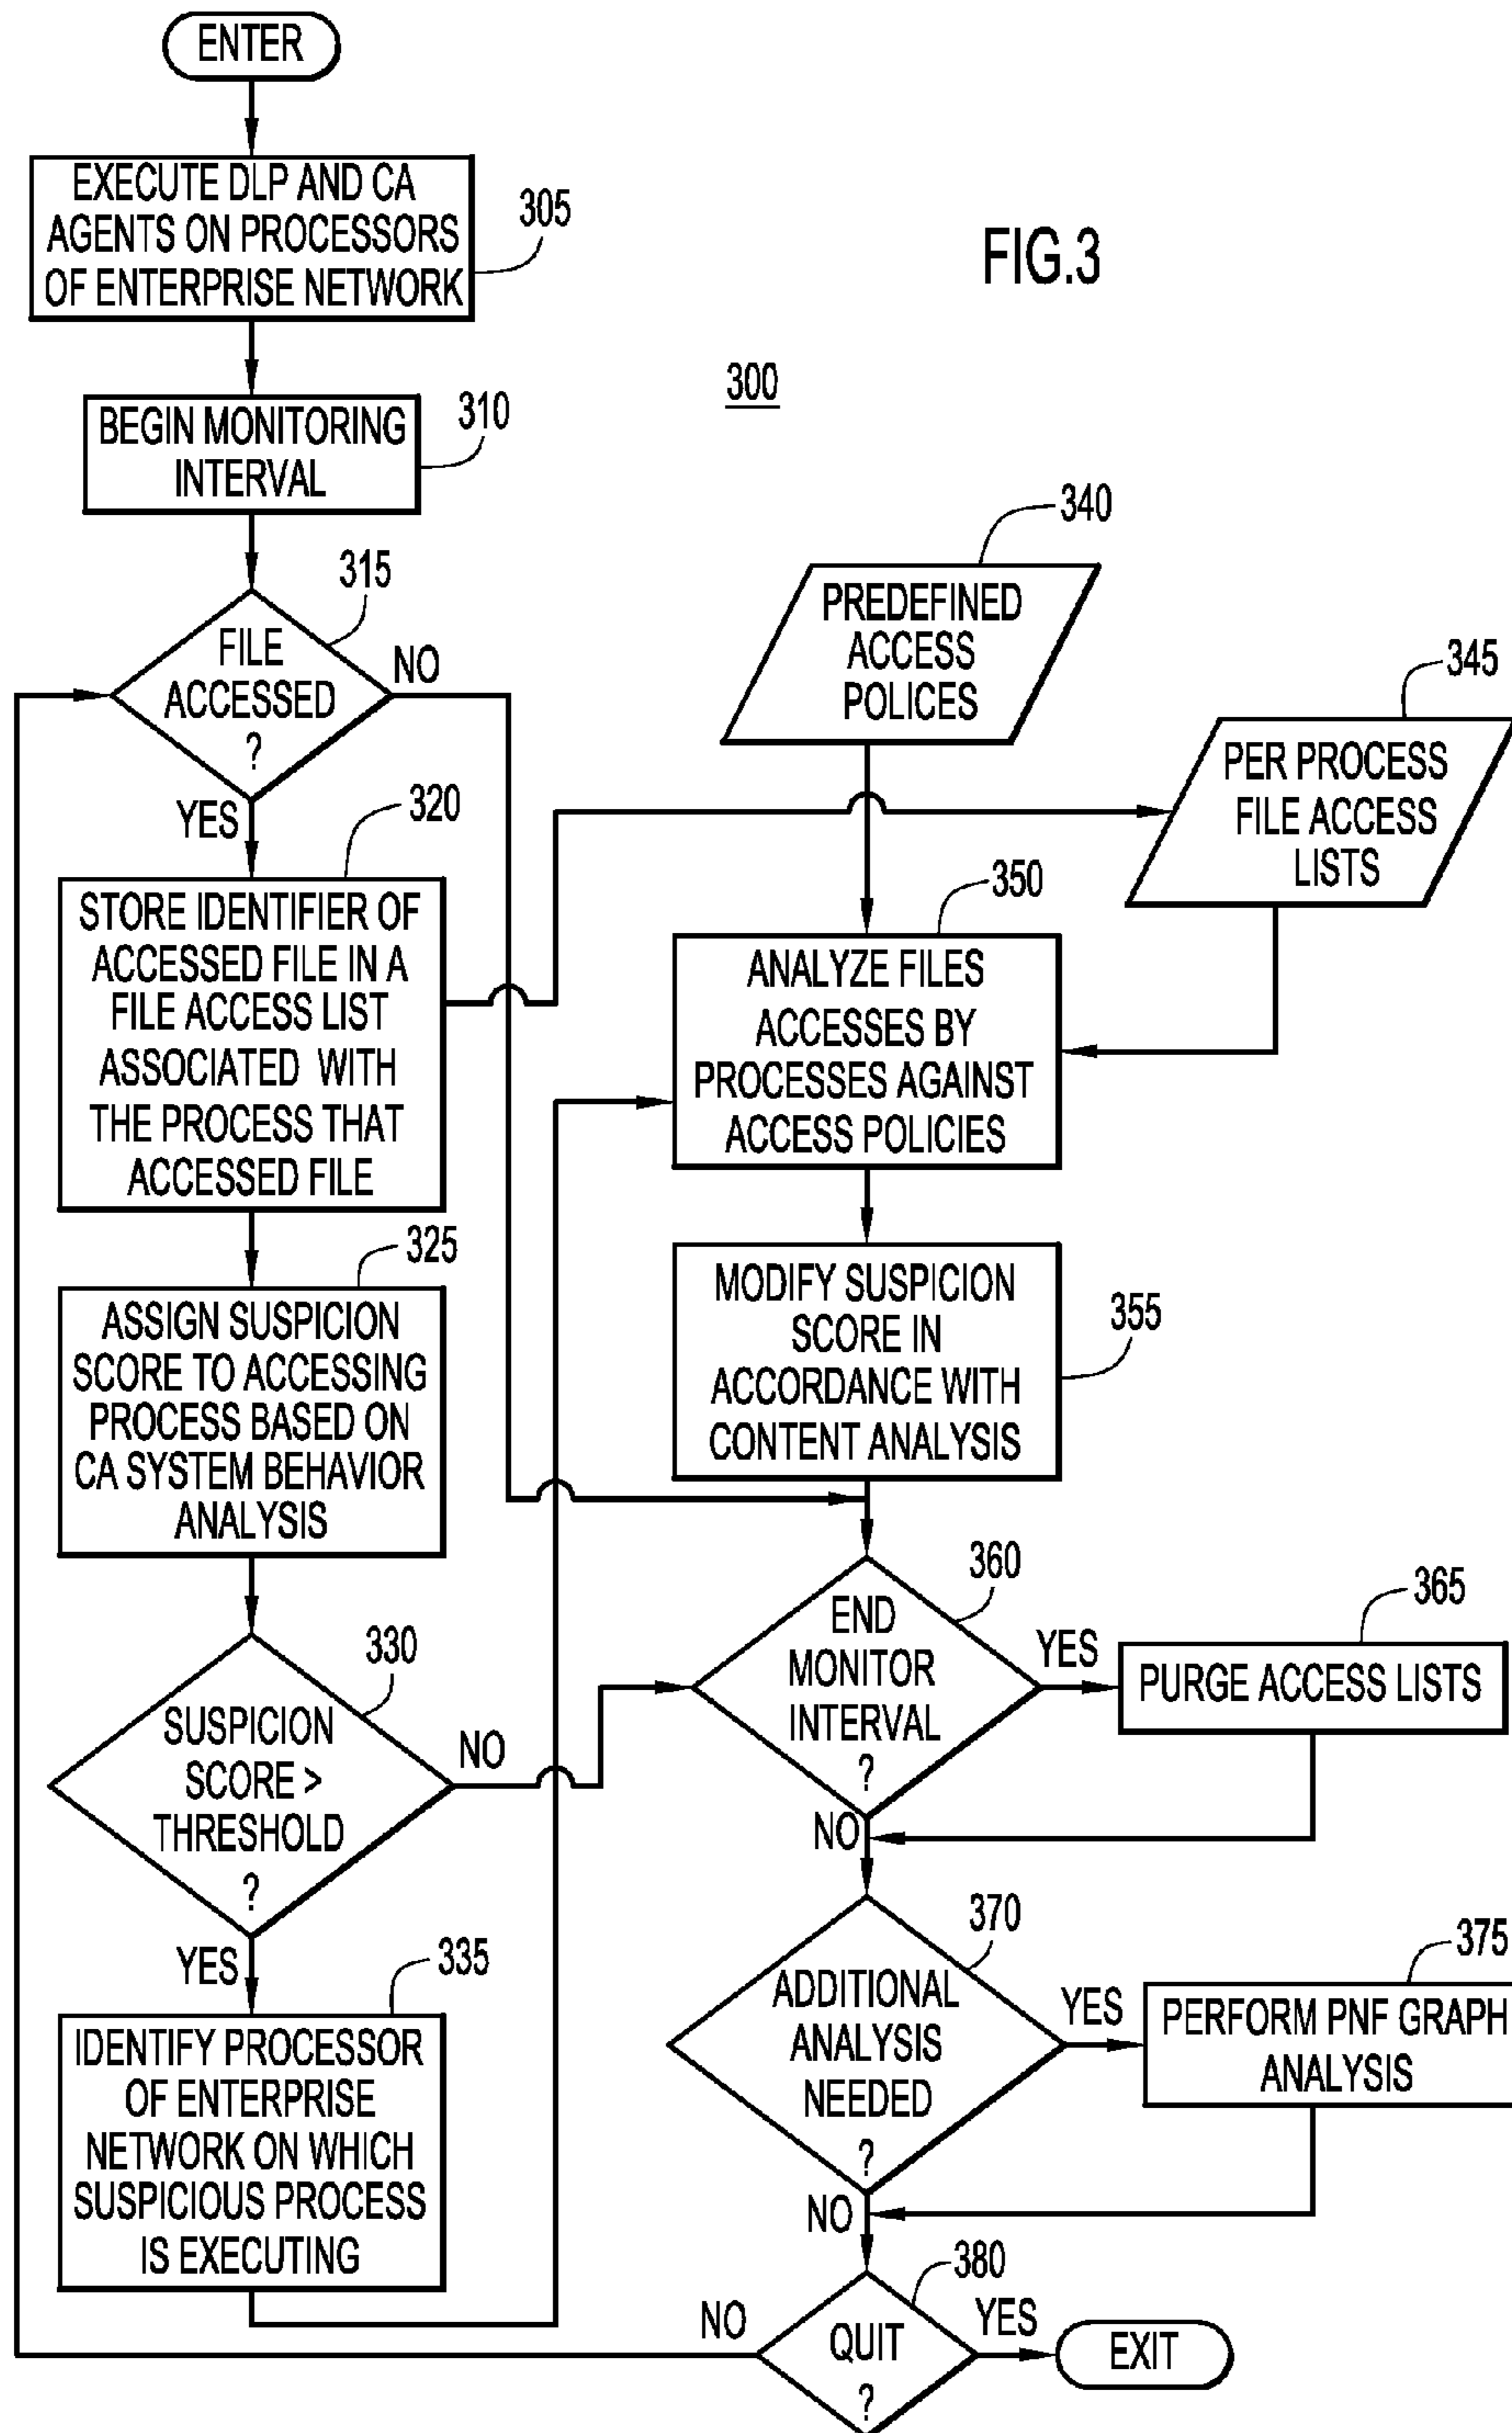 ENTER
EXECUTE DLP AND CA
AGENTS ON PROCESSORS
OF ENTERPRISE NETWORK
305
FIG.3
300
BEGIN MONITORING
INTERVAL
310
315
FILE
ACCESSED
?
NO
YES
320
STORE IDENTIFIER OF
ACCESSED FILE IN A
FILE ACCESS LIST
ASSOCIATED WITH
THE PROCESS THAT
ACCESSED FILE
325
ASSIGN SUSPICION
SCORE TO ACCESSING
PROCESS BASED ON
CA SYSTEM BEHAVIOR
ANALYSIS
330
SUSPICION
SCORE >
THRESHOLD
?
NO
YES
335
IDENTIFY PROCESSOR
OF ENTERPRISE
NETWORK ON WHICH
SUSPICIOUS PROCESS
IS EXECUTING
340
PREDEFINED
ACCESS
POLICES
345
PER PROCESS
FILE ACCESS
LISTS
350
ANALYZE FILES
ACCESSES BY
PROCESSES AGAINST
ACCESS POLICIES
MODIFY SUSPICION
SCORE IN
ACCORDANCE WITH
CONTENT ANALYSIS
355
360
END
MONITOR
INTERVAL
?
YES
365
PURGE ACCESS LISTS
NO
370
ADDITIONAL
ANALYSIS
NEEDED
?
YES
375
PERFORM PNF GRAPH
ANALYSIS
NO
380
NO
QUIT
?
YES
EXIT